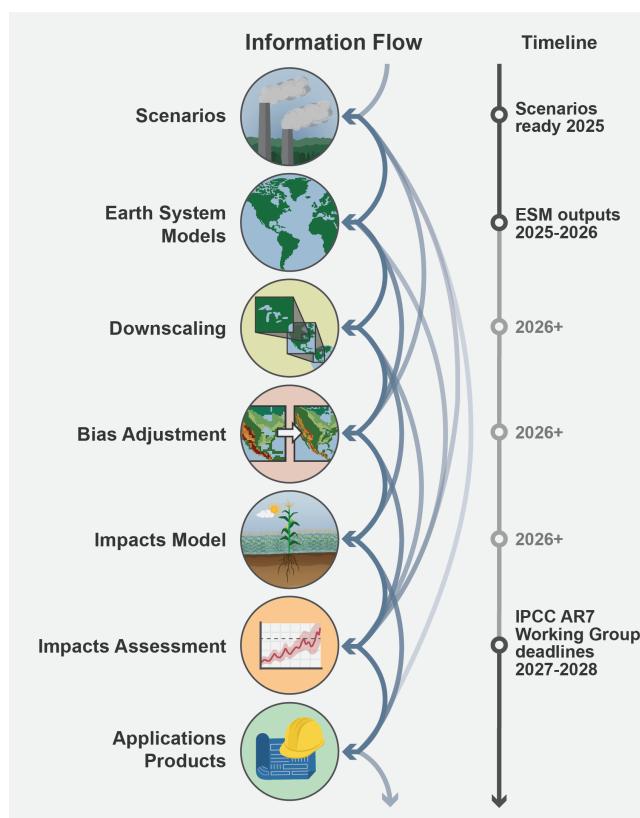 Information Flow
Timeline
Scenarios
Scenarios
ready 2025
Earth System
Models
ESM outputs
2025-2026
Downscaling
2026+
Bias Adjustment
2026+
Impacts Model
2026+
Impacts Assessment
IPCC AR7
Working Group
deadlines
2027-2028
Applications
Products